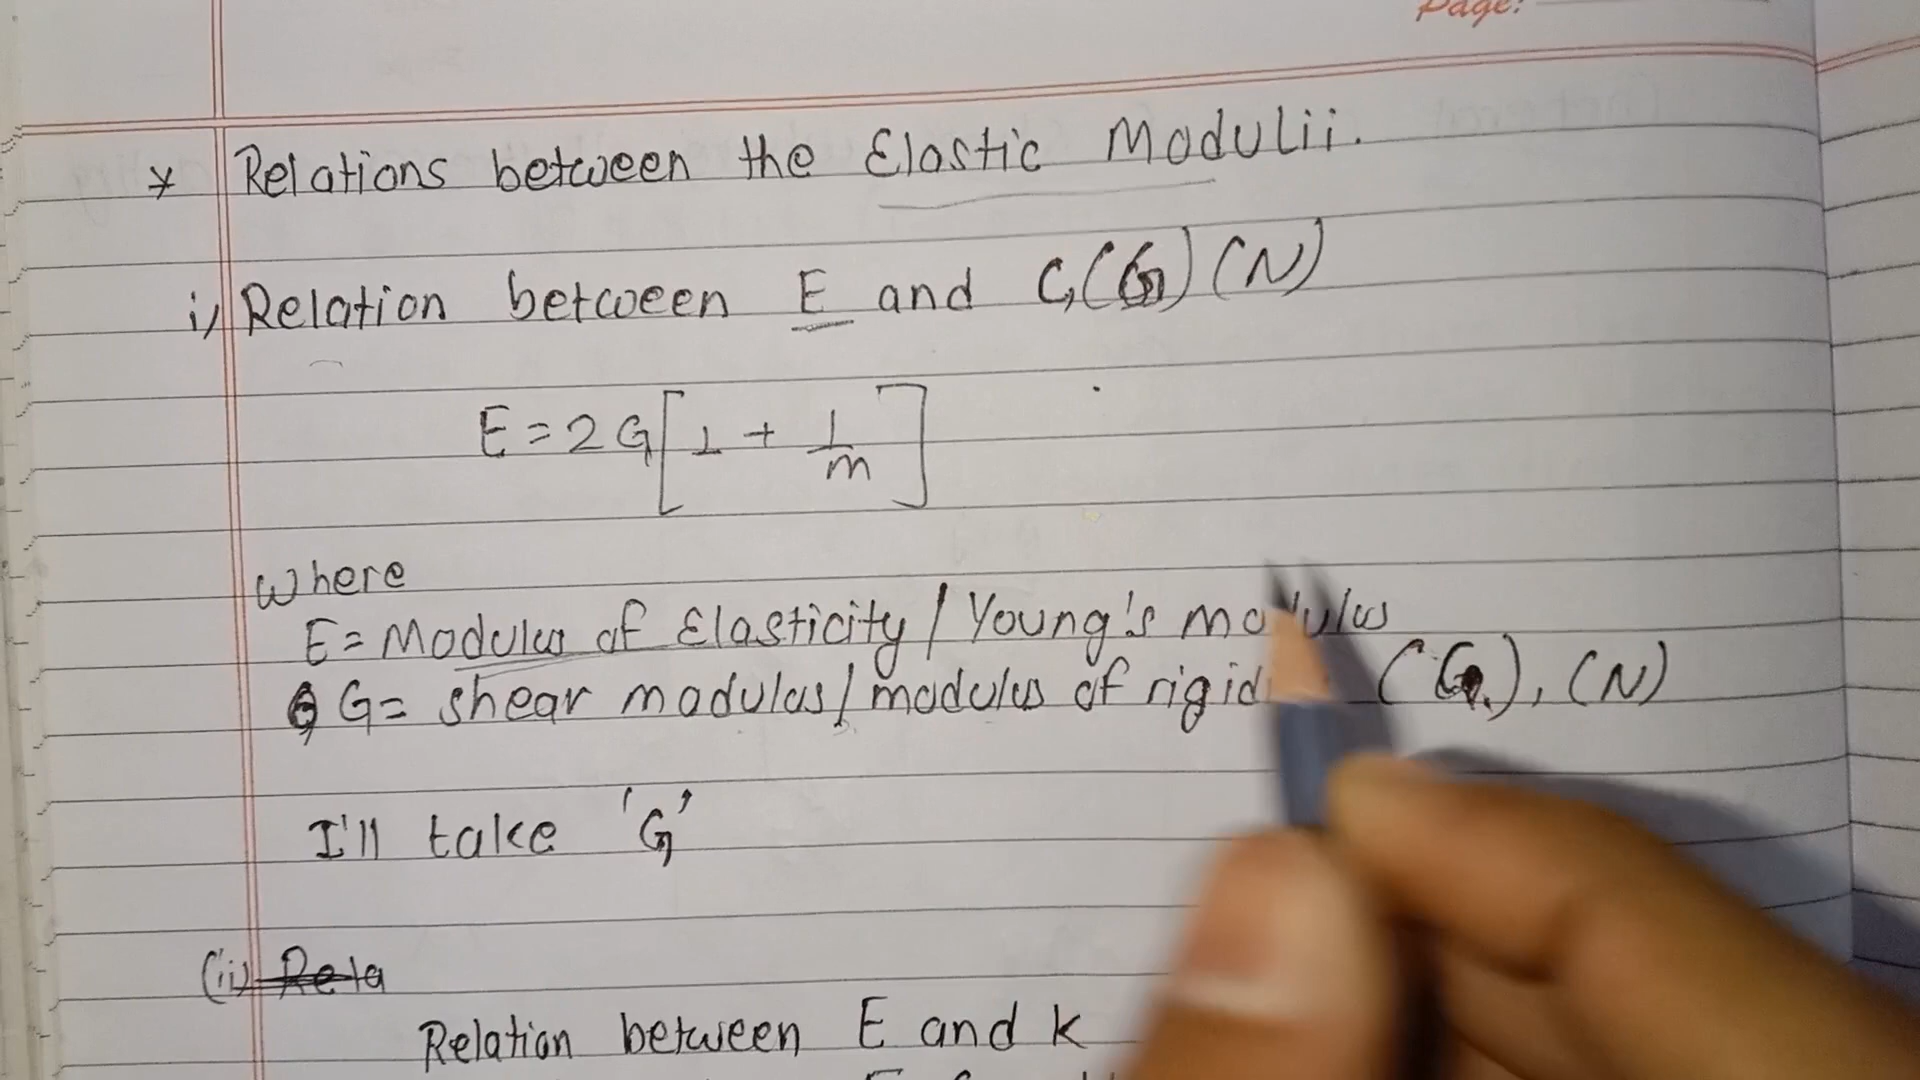 Page:
* Relations between the Elastic Modulii.
i) Relation between E and G (G) (N)
E = 2G [1 + 1/m]
where
E = Modulus of Elasticity / Young's modulus
G = shear modulus / modulus of rigid (G), (N)
I'll take 'G'
(ii) Rela
Relation between E and K